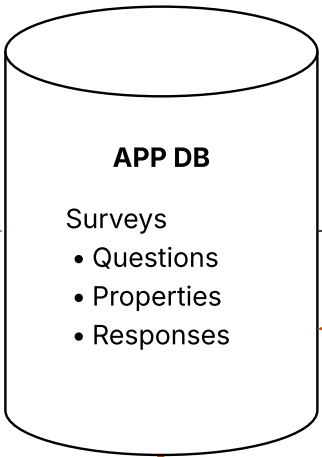 APP DB
Surveys
• Questions
• Properties
• Responses